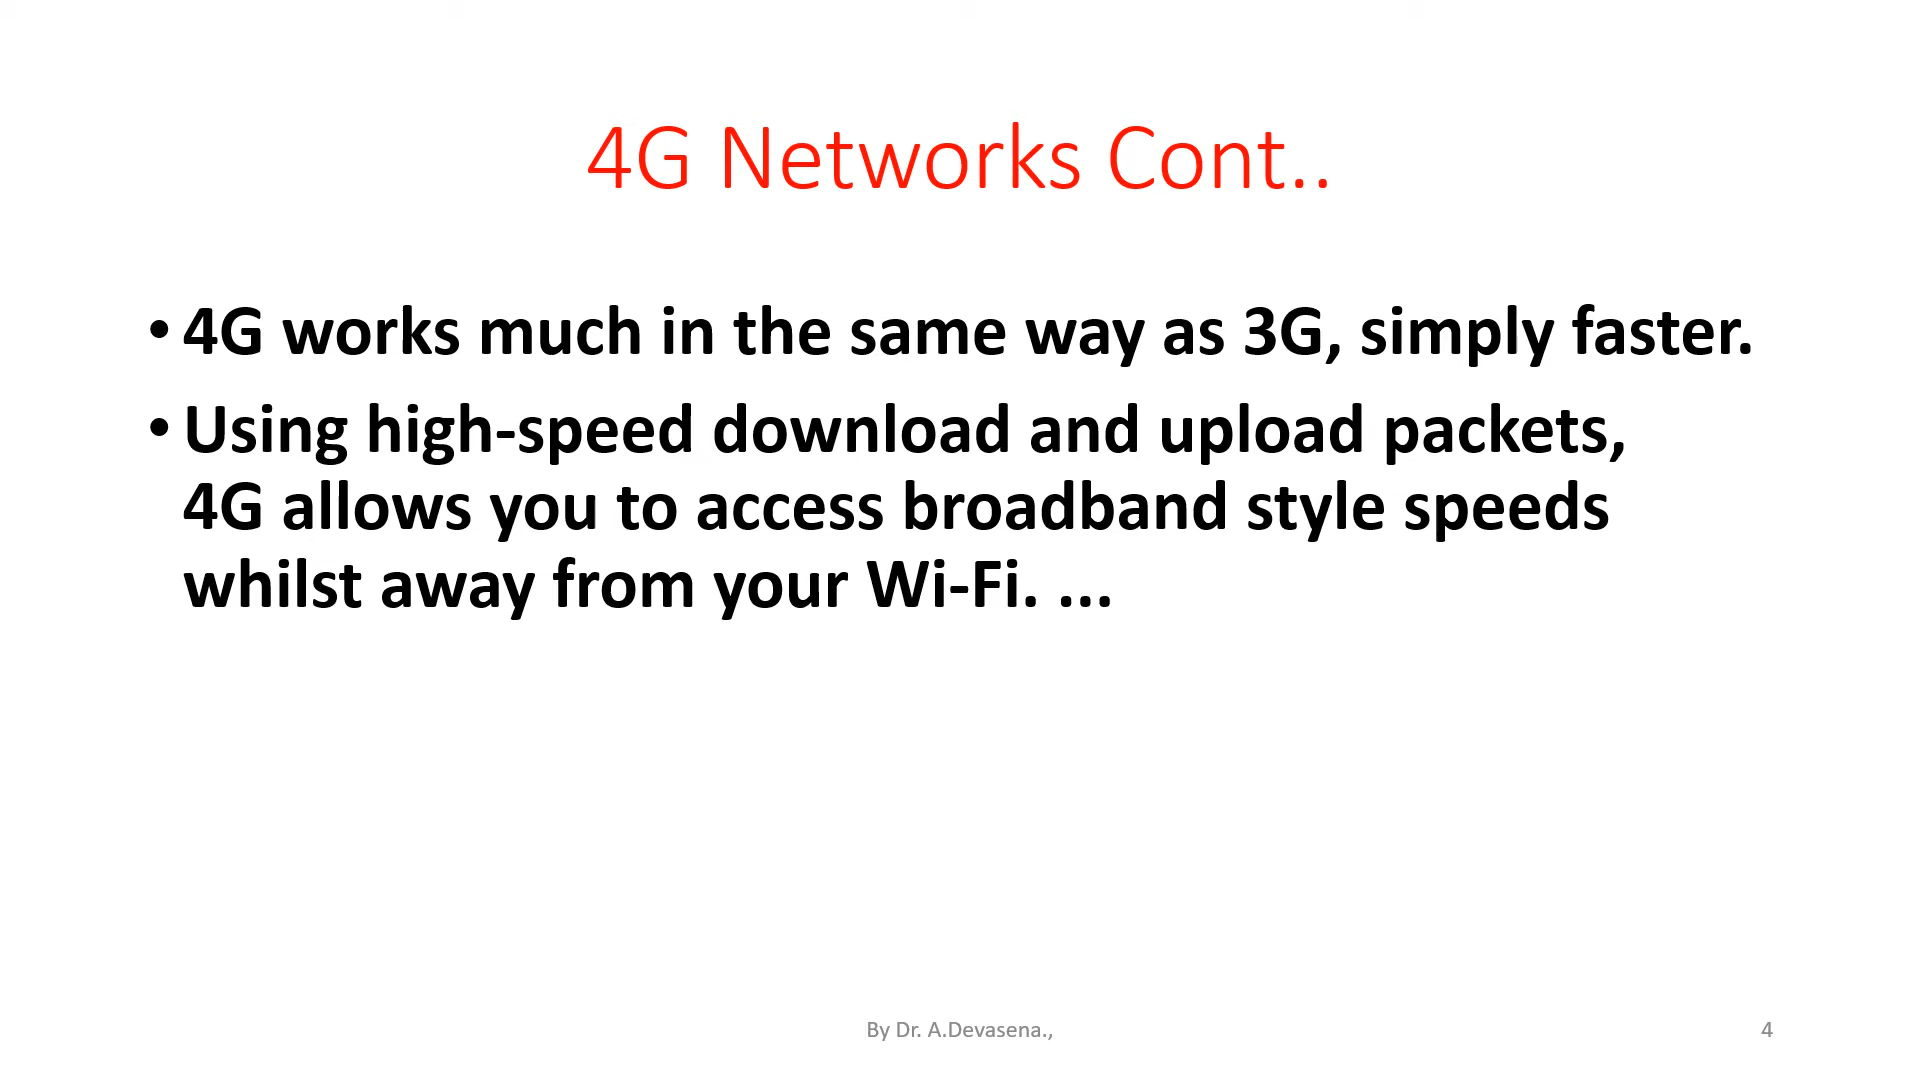 4G Networks Cont..
• 4G works much in the same way as 3G, simply faster.
• Using high-speed download and upload packets,
4G allows you to access broadband style speeds
whilst away from your Wi-Fi. ...
By Dr. A.Devasena.,
4